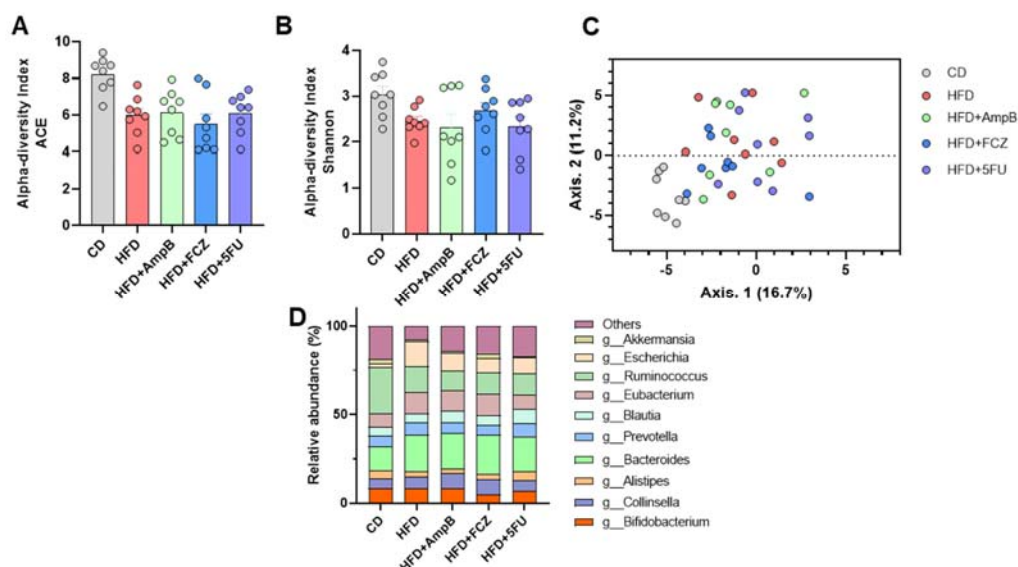 A
Alpha-diversity Index
ACE
10
8
6
4
2
0
CD
HFD
HFD+AmpB
HFD+FCZ
HFD+5FU
B
Alpha-diversity Index
Shannon
4
3
2
1
0
CD
HFD
HFD+AmpB
HFD+FCZ
HFD+5FU
C
Axis. 2 (11.2%)
5
0
-5
-5
0
5
Axis. 1 (16.7%)
CD
HFD
HFD+AmpB
HFD+FCZ
HFD+5FU
D
Relative abundance (%)
100
50
0
CD
HFD
HFD+AmpB
HFD+FCZ
HFD+5FU
Others
g__Akkermansia
g__Escherichia
g__Ruminococcus
g__Eubacterium
g__Blautia
g__Prevotella
g__Bacteroides
g__Alistipes
g__Collinsella
g__Bifidobacterium